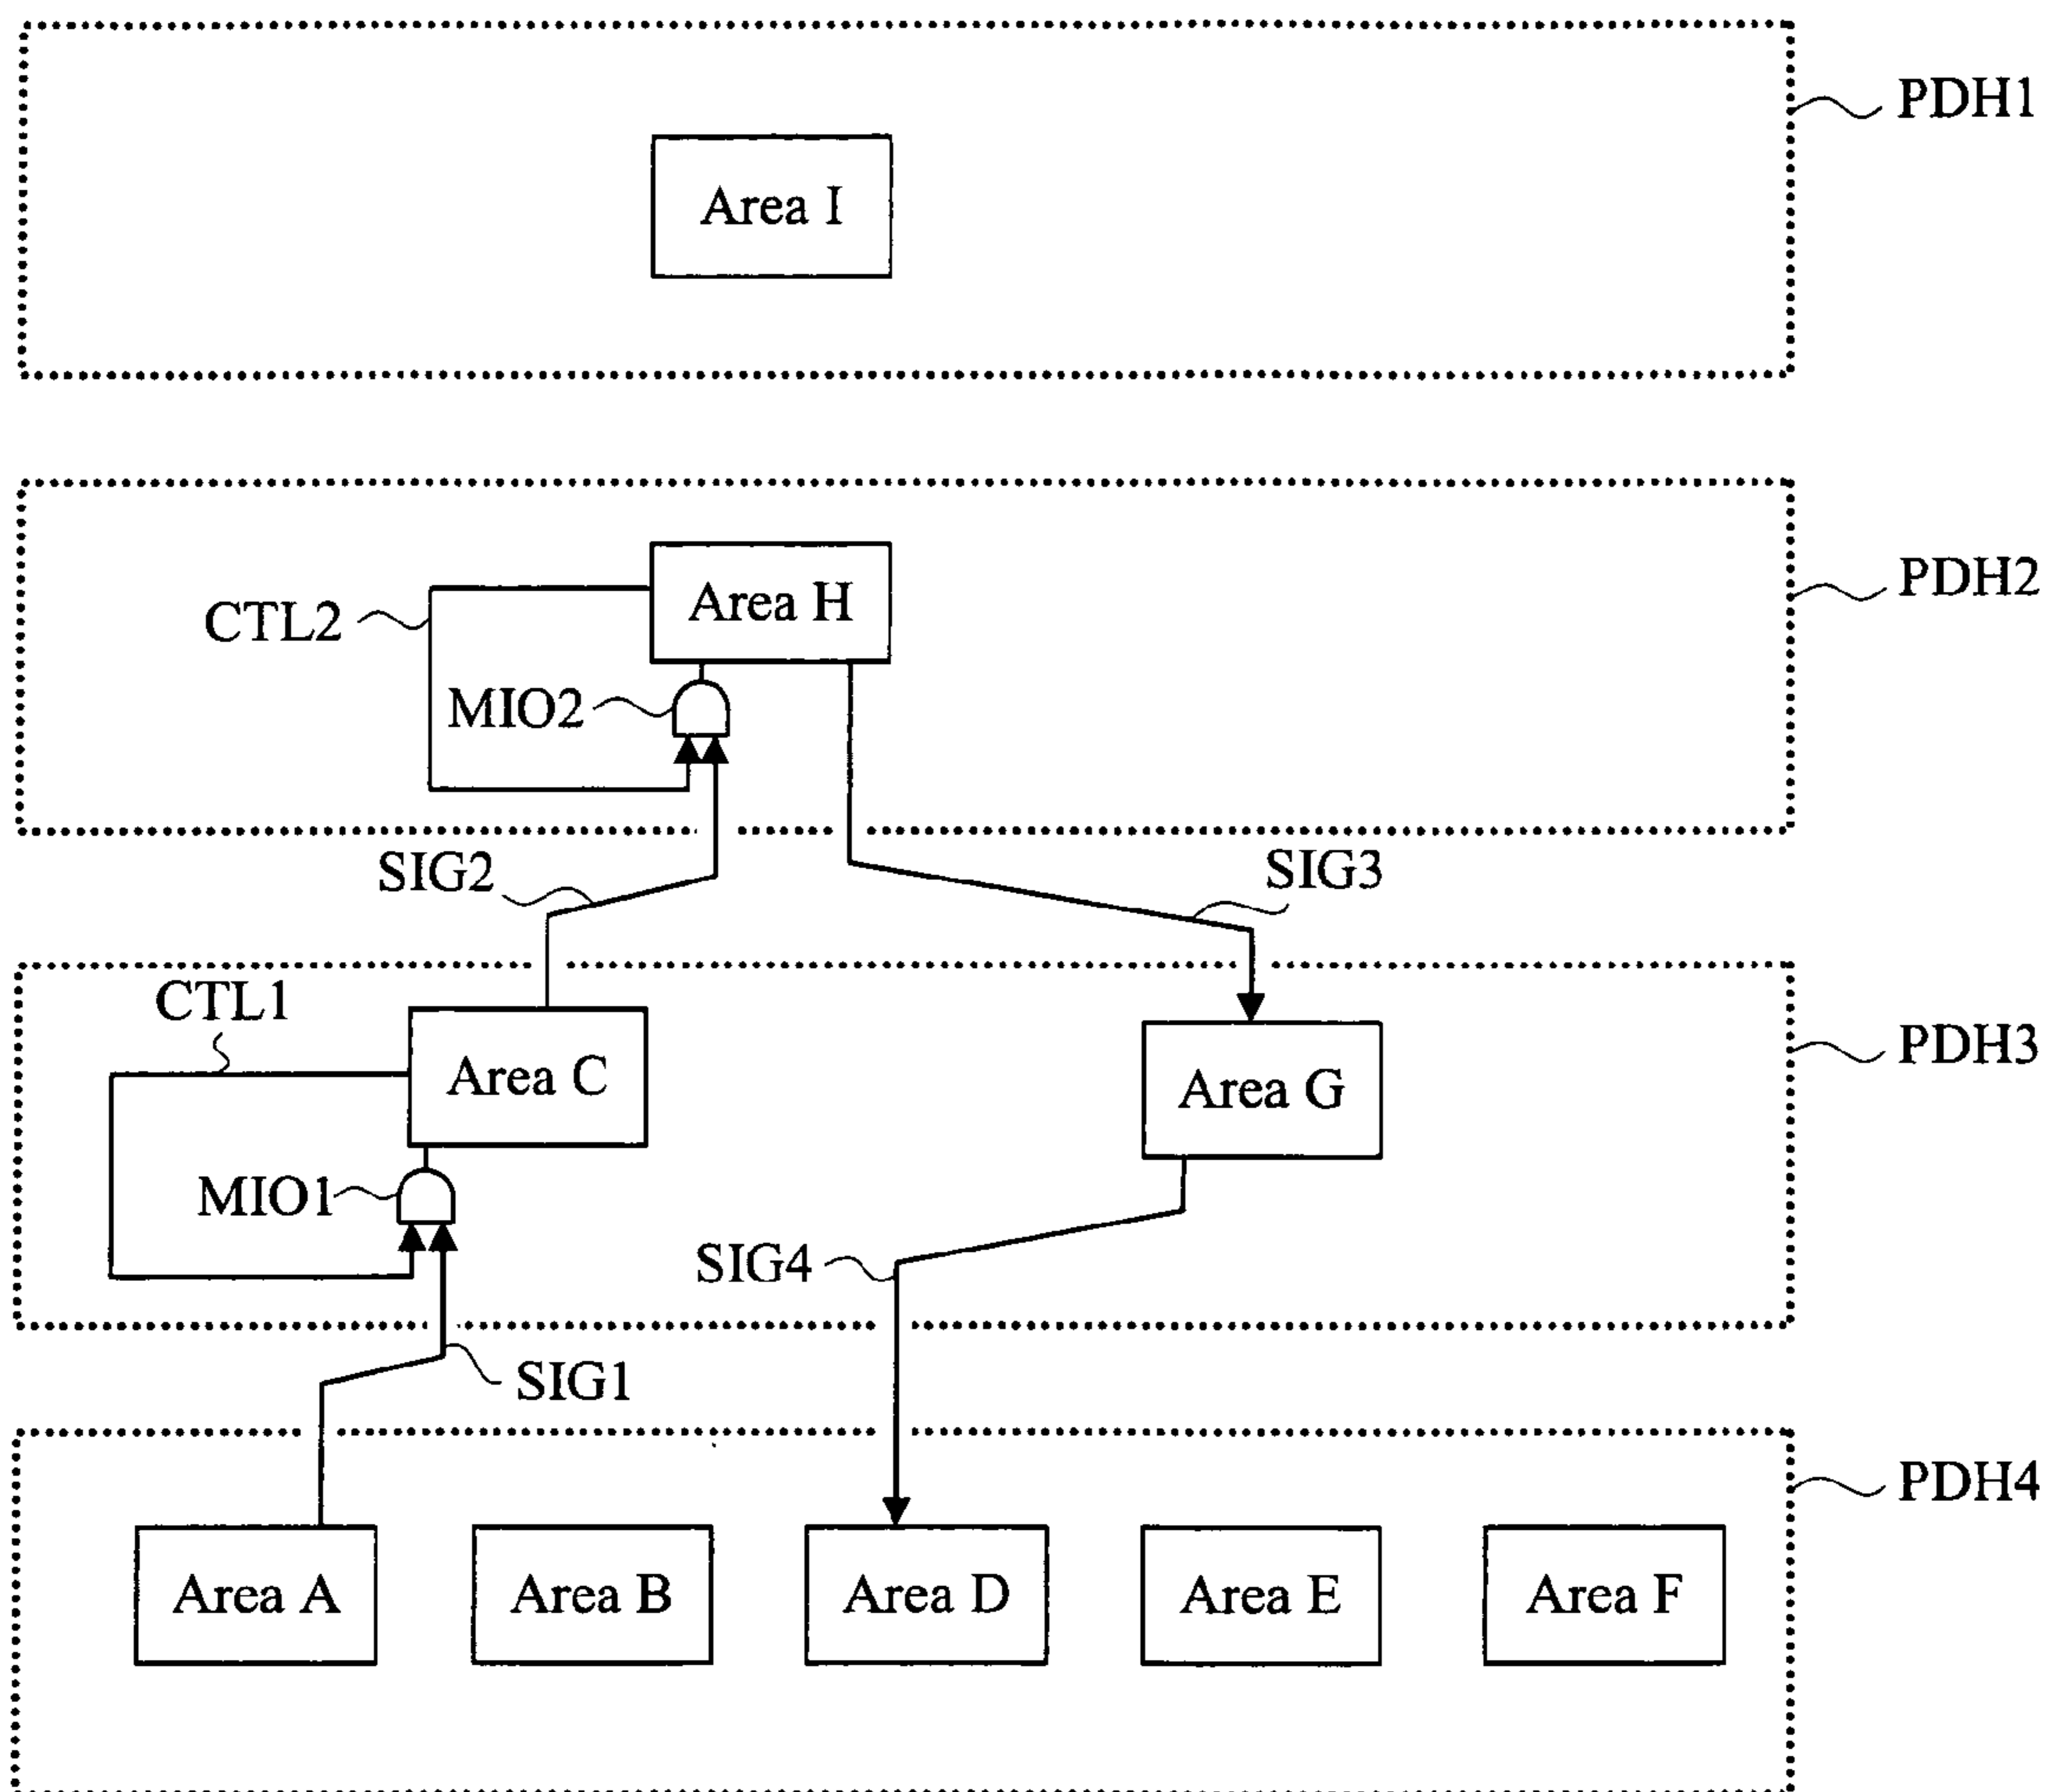 PDH1
Area I
PDH2
Area H
CTL2
MIO2
SIG2
SIG3
CTL1
PDH3
Area C
Area G
MIO1
SIG4
SIG1
PDH4
Area A
Area B
Area D
Area E
Area F